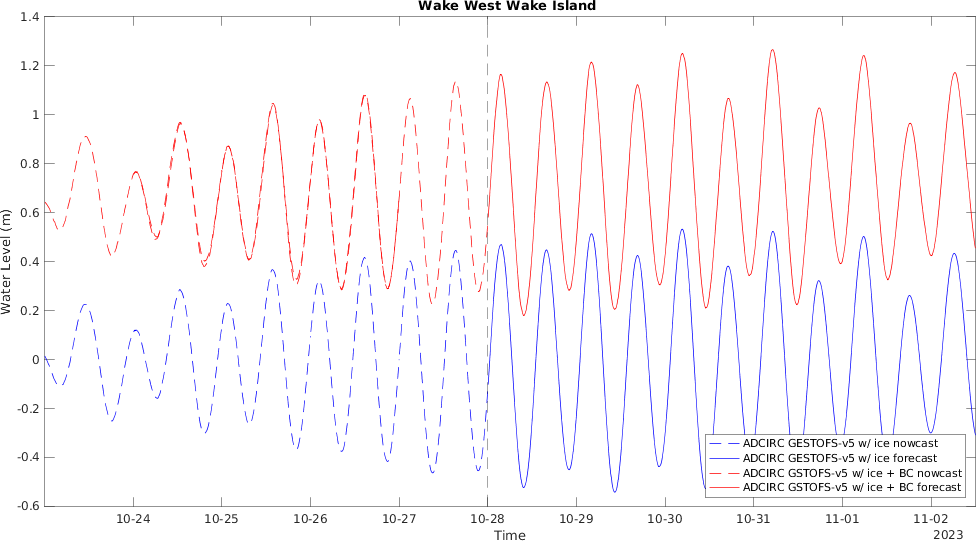 Wake West Wake Island
1.4
1.2
1
0.8
0.6
0.4
0.2
0
-0.2
-0.4
-0.6
Water Level (m)
ADCIRC GESTOFS-v5 w/ ice nowcast
ADCIRC GESTOFS-v5 w/ ice forecast
ADCIRC GSTOFS-v5 w/ ice + BC nowcast
ADCIRC GSTOFS-v5 w/ ice + BC forecast
10-24 10-25 10-26 10-27 10-28 10-29 10-30 10-31 11-01 11-02
Time
2023